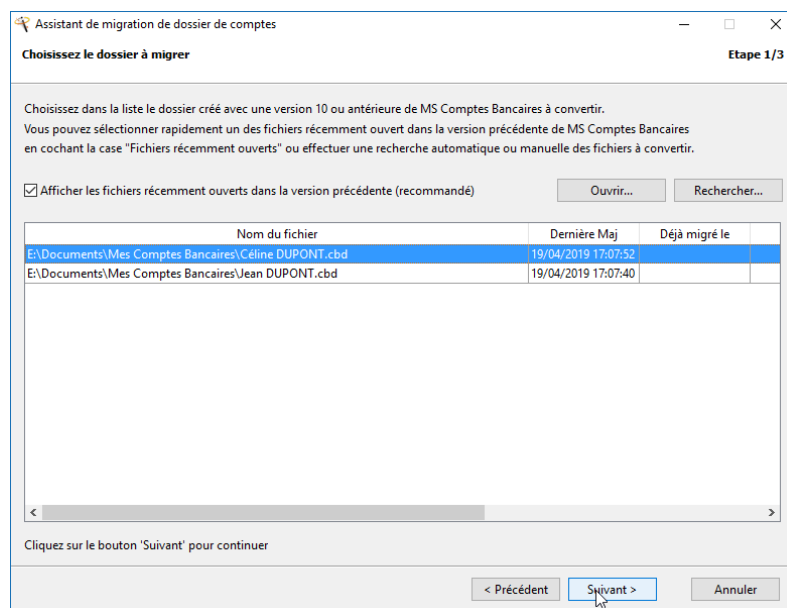 Assistant de migration de dossier de comptes
Choisissez le dossier à migrer Etape 1/3
Choisissez dans la liste le dossier créé avec une version 10 ou antérieure de MS Comptes Bancaires à convertir.
Vous pouvez sélectionner rapidement un des fichiers récemment ouvert dans la version précédente de MS Comptes Bancaires
en cochant la case "Fichiers récemment ouverts" ou effectuer une recherche automatique ou manuelle des fichiers à convertir.
Afficher les fichiers récemment ouverts dans la version précédente (recommandé) Ouvrir... Rechercher...
Nom du fichier Dernière Maj Déjà migré le
E:\Documents\Mes Comptes Bancaires\Céline DUPONT.cbd 19/04/2019 17:07:52
E:\Documents\Mes Comptes Bancaires\Jean DUPONT.cbd 19/04/2019 17:07:40
Cliquez sur le bouton 'Suivant' pour continuer
< Précédent Suivant > Annuler